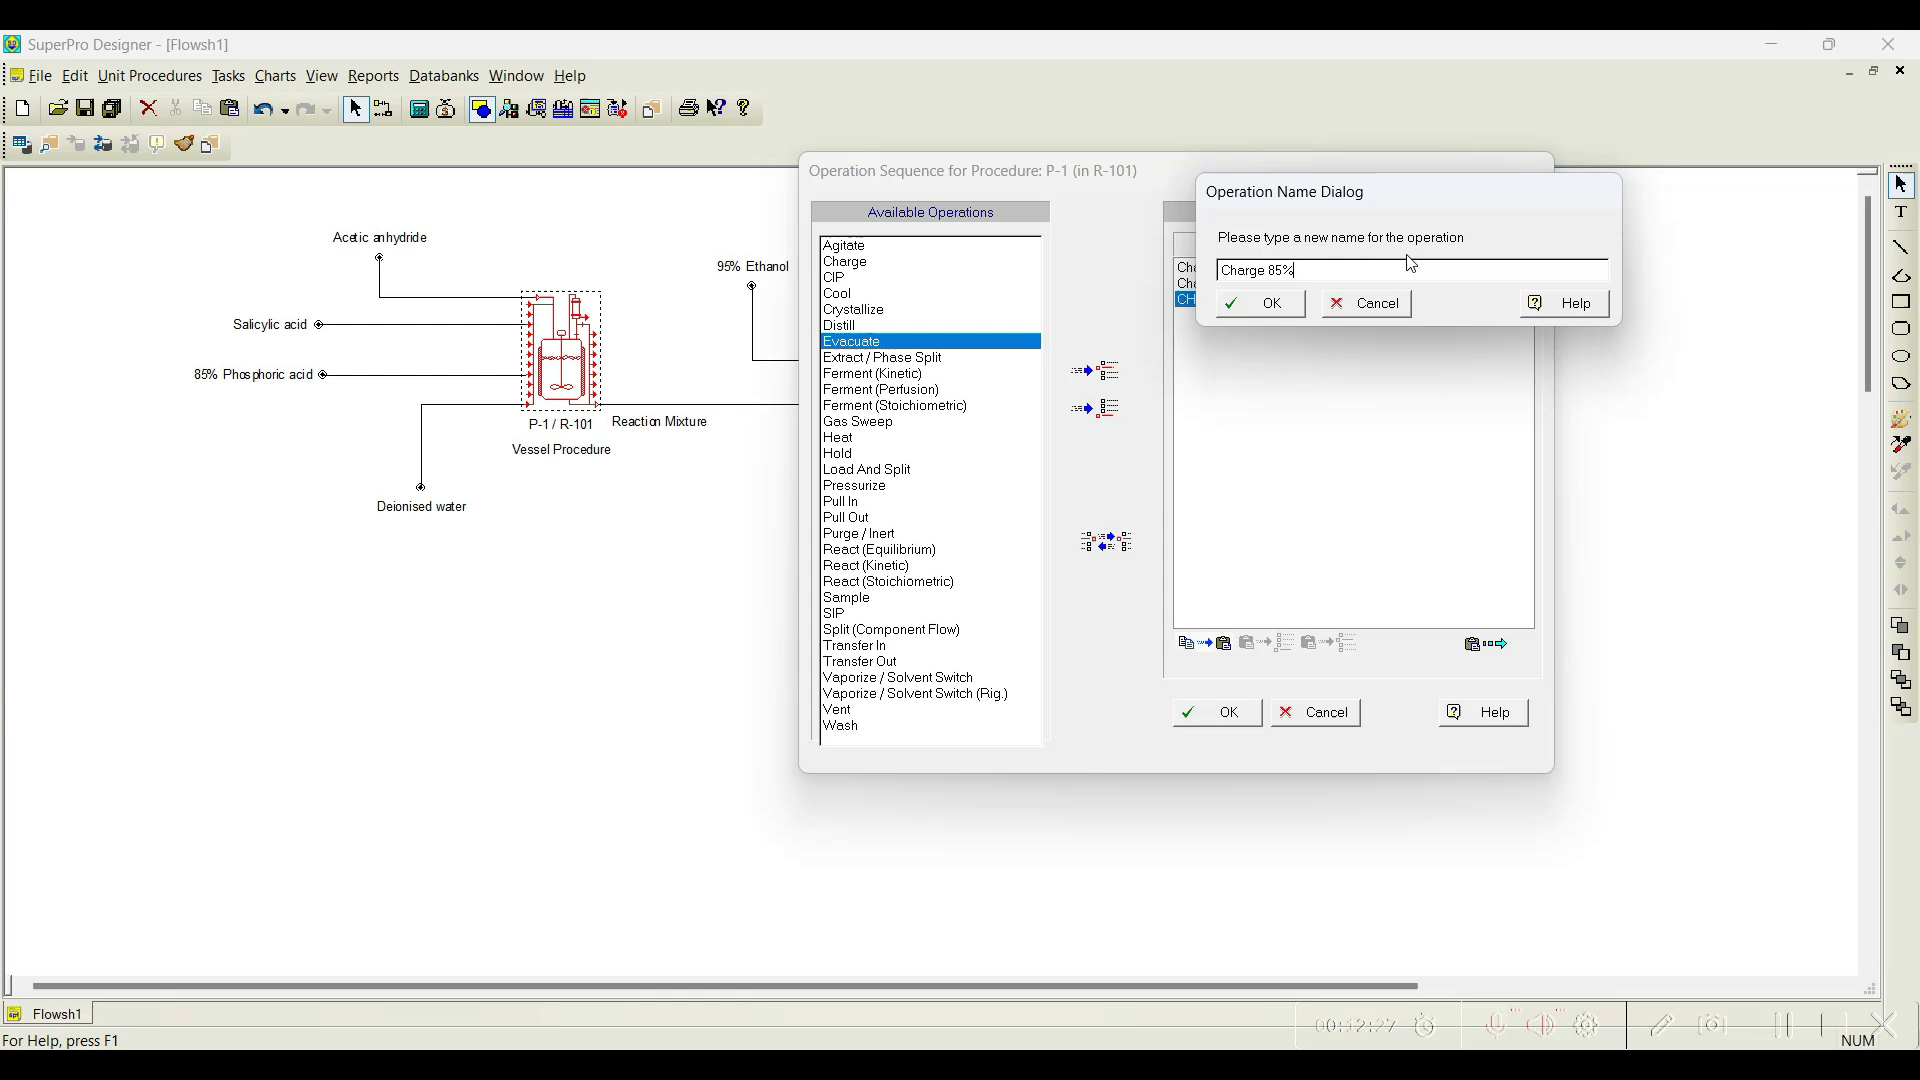 SuperPro Designer - [Flowsh1]
File Edit Unit Procedures Tasks Charts View Reports Databanks Window Help
Operation Sequence for Procedure: P-1 (in R-101)
Available Operations
Agitate
Charge
CIP
Cool
Crystallize
Distill
Evacuate
Extract / Phase Split
Ferment (Kinetic)
Ferment (Perfusion)
Ferment (Stoichiometric)
Gas Sweep
Heat
Hold
Load And Split
Pressurize
Pull In
Pull Out
Purge / Inert
React (Equilibrium)
React (Kinetic)
React (Stoichiometric)
Sample
SIP
Split (Component Flow)
Transfer In
Transfer Out
Vaporize / Solvent Switch
Vaporize / Solvent Switch (Rig.)
Vent
Wash
OK Cancel Help
Operation Name Dialog
Please type a new name for the operation
Charge 85%
OK Cancel Help
Acetic anhydride
95% Ethanol
Salicylic acid
85% Phosphoric acid
P-1 / R-101
Reaction Mixture
Vessel Procedure
Deionised water
Flowsh1
00:12:27
For Help, press F1
NUM